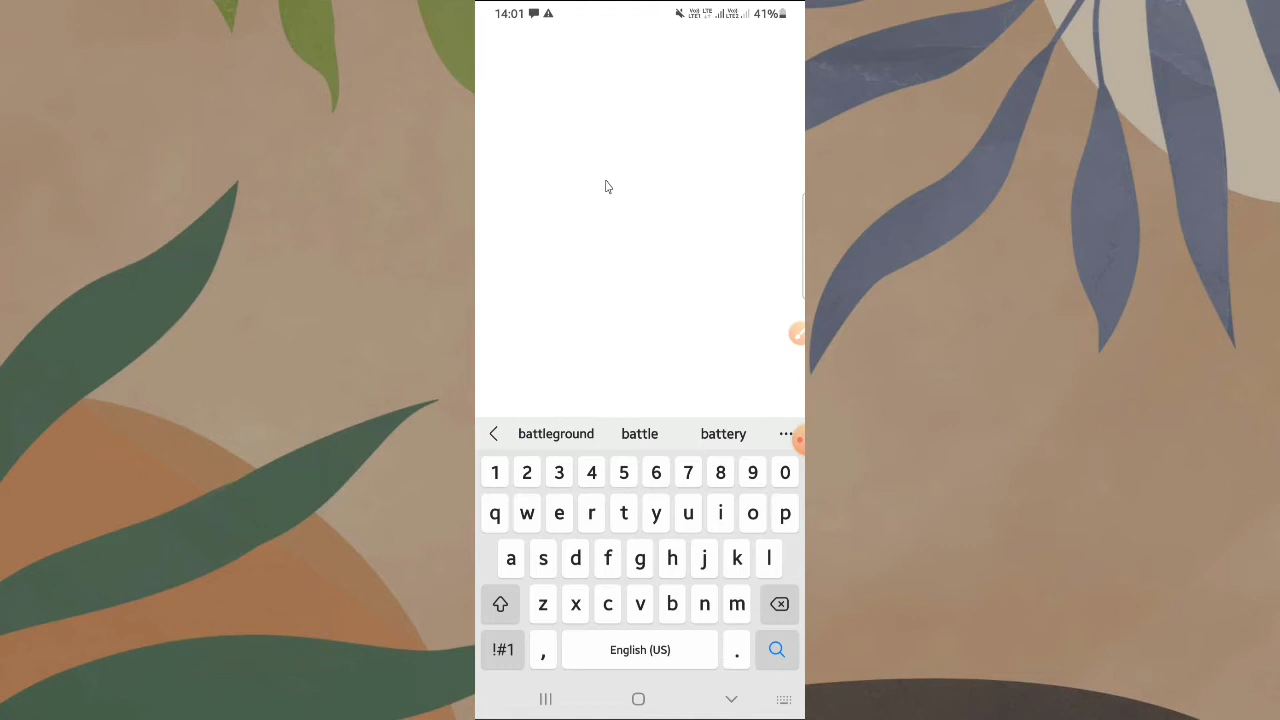 14:01 41%
battleground battle battery
1 2 3 4 5 6 7 8 9 0
q w e r t y u i o p
a s d f g h j k l
z x c v b n m
!#1 , English (US) .